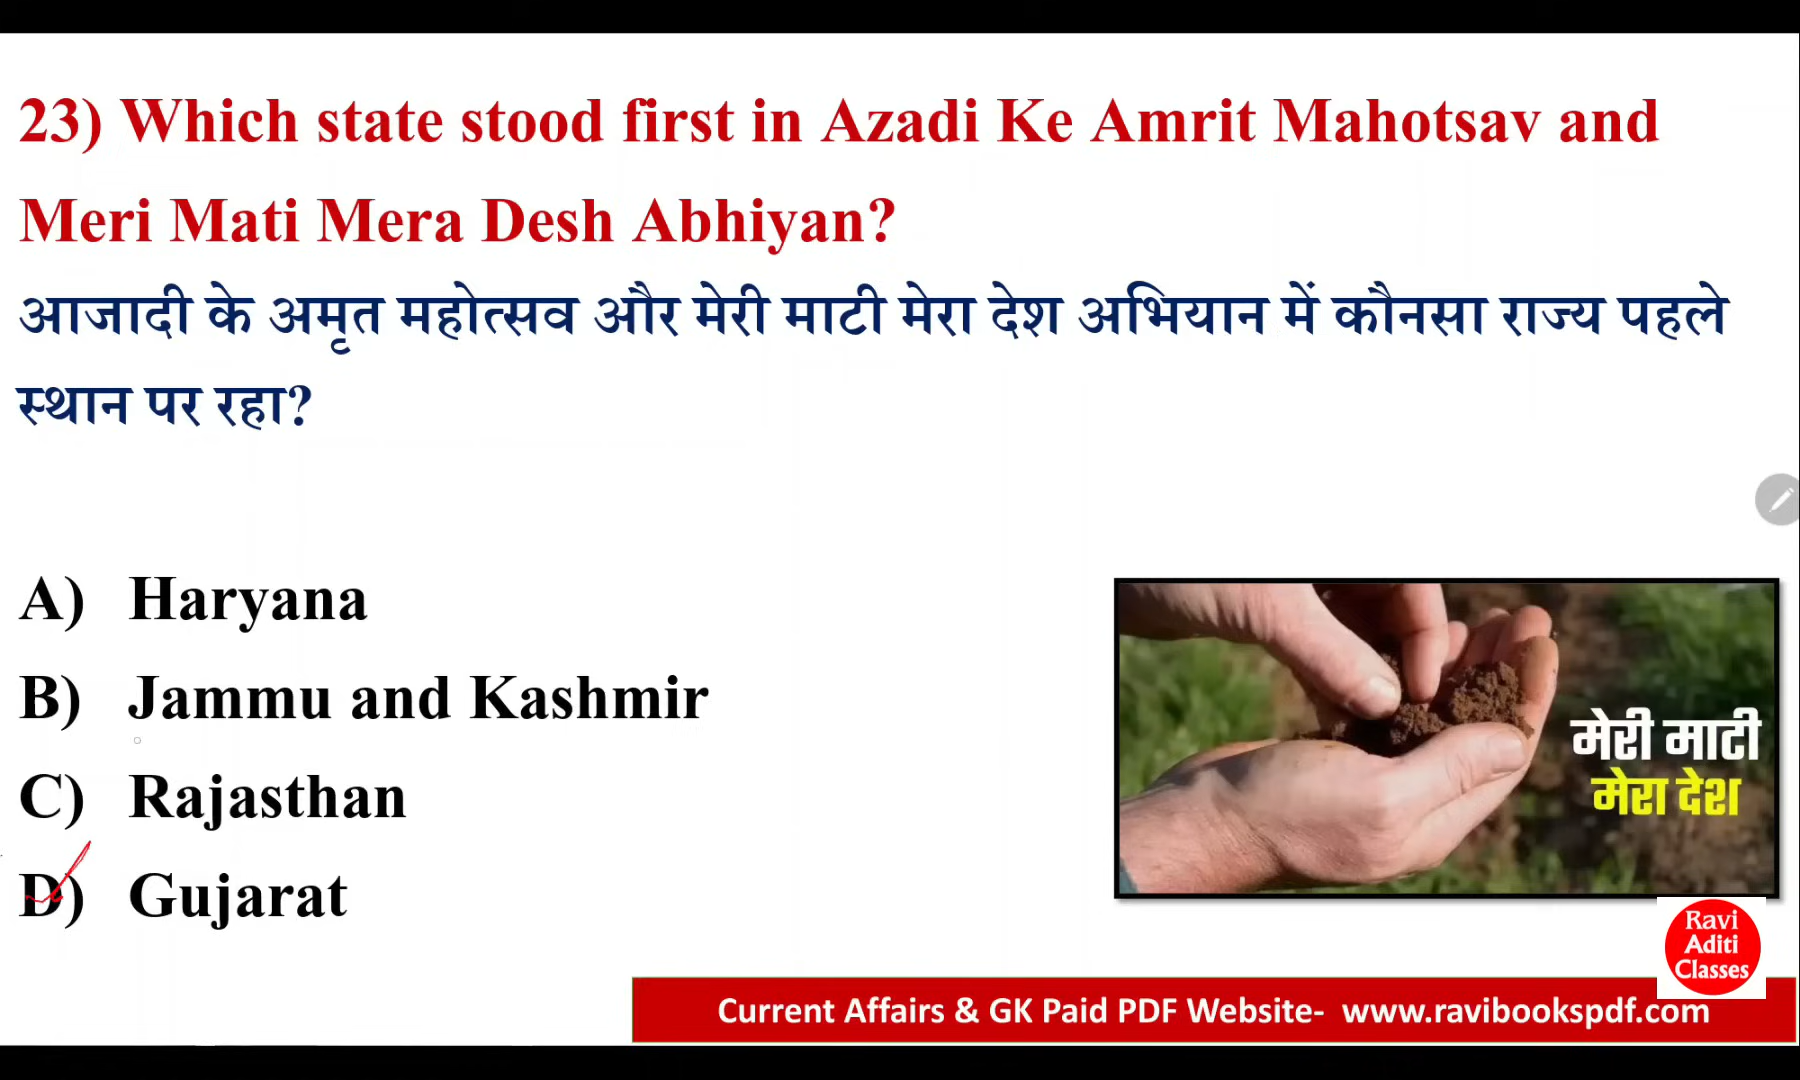 23) Which state stood first in Azadi Ke Amrit Mahotsav and
Meri Mati Mera Desh Abhiyan?
आजादी के अमृत महोत्सव और मेरी माटी मेरा देश अभियान में कौनसा राज्य पहले
स्थान पर रहा?
A) Haryana
B) Jammu and Kashmir
C) Rajasthan
D) Gujarat
मेरी माटी
मेरा देश
Ravi
Aditi
Classes
Current Affairs & GK Paid PDF Website- www.ravibookspdf.com